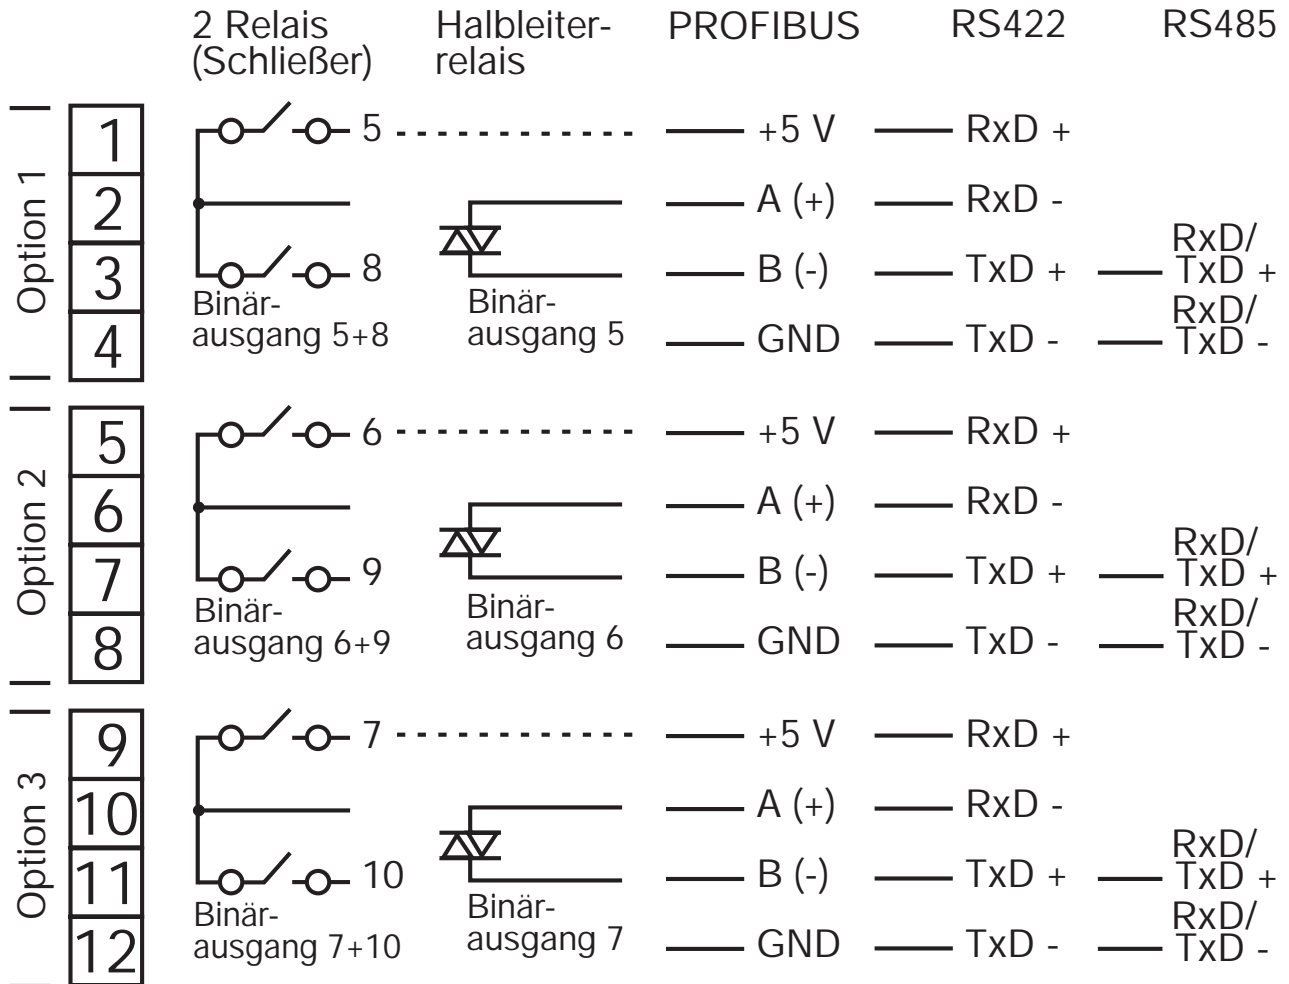 2 Relais
(Schließer)
Halbleiter-
relais
PROFIBUS
RS422
RS485
Option 1
1
2
3
4
5
8
Binär-
ausgang 5+8
Binär-
ausgang 5
+5 V
A (+)
B (-)
GND
RxD +
RxD -
TxD +
TxD -
RxD/
TxD +
RxD/
TxD -
Option 2
5
6
7
8
6
9
Binär-
ausgang 6+9
Binär-
ausgang 6
+5 V
A (+)
B (-)
GND
RxD +
RxD -
TxD +
TxD -
RxD/
TxD +
RxD/
TxD -
Option 3
9
10
11
12
7
10
Binär-
ausgang 7+10
Binär-
ausgang 7
+5 V
A (+)
B (-)
GND
RxD +
RxD -
TxD +
TxD -
RxD/
TxD +
RxD/
TxD -